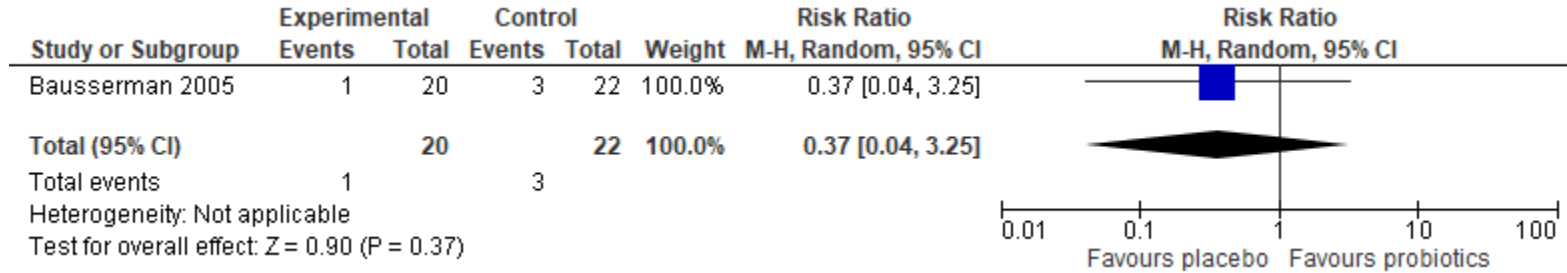 Experimental Control Risk Ratio Risk Ratio
Study or Subgroup Events Total Events Total Weight M-H, Random, 95% CI M-H, Random, 95% CI
Bausserman 2005 1 20 3 22 100.0% 0.37 [0.04, 3.25]
Total (95% CI) 20 22 100.0% 0.37 [0.04, 3.25]
Total events 1 3
Heterogeneity: Not applicable
Test for overall effect: Z = 0.90 (P = 0.37)
0.01 0.1 1 10 100
Favours placebo Favours probiotics